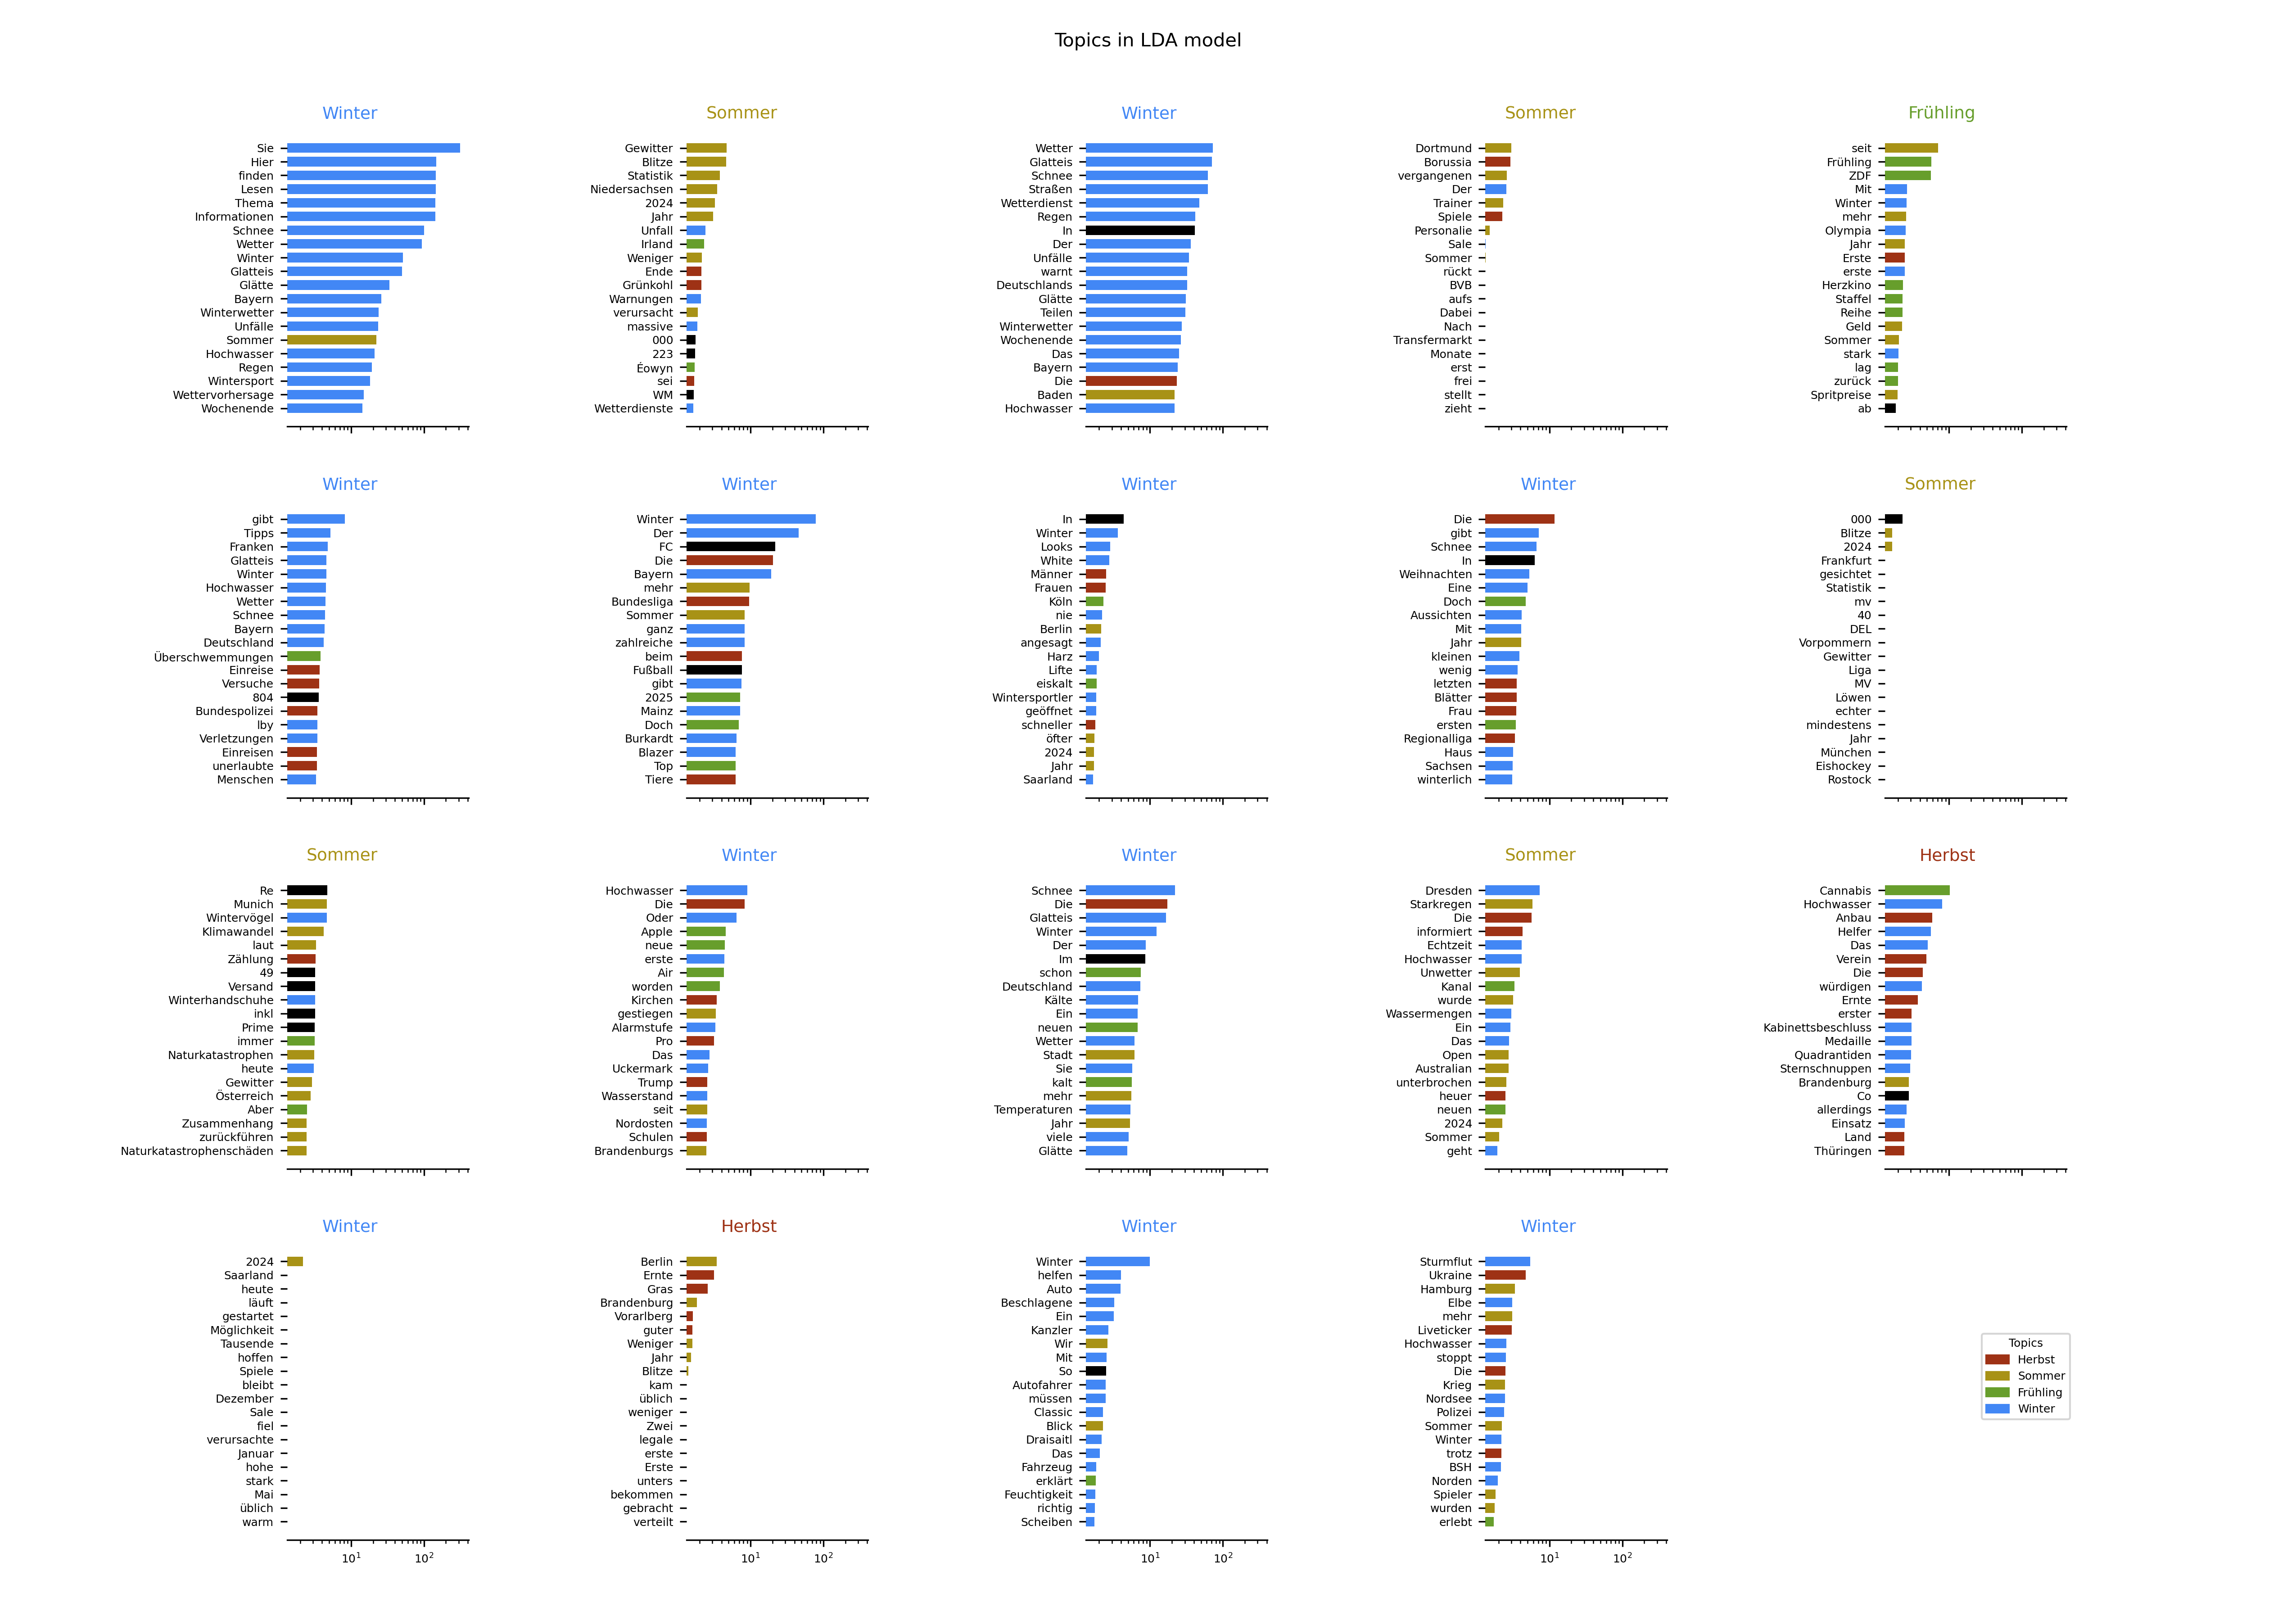 Topics in LDA model
Winter
Sie
Hier
finden
Lesen
Thema
Informationen
Schnee
Wetter
Winter
Glatteis
Glätte
Bayern
Winterwetter
Unfälle
Sommer
Hochwasser
Regen
Wintersport
Wettervorhersage
Wochenende
Sommer
Gewitter
Blitze
Statistik
Niedersachsen
2024
Jahr
Unfall
Irland
Weniger
Ende
Grünkohl
Warnungen
verursacht
massive
000
223
Éowyn
sei
WM
Wetterdienste
Winter
Wetter
Glatteis
Schnee
Straßen
Wetterdienst
Regen
In
Der
Unfälle
warnt
Deutschlands
Glätte
Teilen
Winterwetter
Wochenende
Das
Bayern
Die
Baden
Hochwasser
Sommer
Dortmund
Borussia
vergangenen
Der
Trainer
Spiele
Personalie
Sale
Sommer
rückt
BVB
aufs
Dabei
Nach
Transfermarkt
Monate
erst
frei
stellt
zieht
Frühling
seit
Frühling
ZDF
Mit
Winter
mehr
Olympia
Jahr
Erste
erste
Herzkino
Staffel
Reihe
Geld
Sommer
stark
lag
zurück
Spritpreise
ab
Winter
gibt
Tipps
Franken
Glatteis
Winter
Hochwasser
Wetter
Schnee
Bayern
Deutschland
Überschwemmungen
Einreise
Versuche
804
Bundespolizei
lby
Verletzungen
Einreisen
unerlaubte
Menschen
Winter
Winter
Der
FC
Die
Bayern
mehr
Bundesliga
Sommer
ganz
zahlreiche
beim
Fußball
gibt
2025
Mainz
Doch
Burkardt
Blazer
Top
Tiere
Winter
In
Winter
Looks
White
Männer
Frauen
Köln
nie
Berlin
angesagt
Harz
Lifte
eiskalt
Wintersportler
geöffnet
schneller
öfter
2024
Jahr
Saarland
Winter
Die
gibt
Schnee
In
Weihnachten
Eine
Doch
Aussichten
Mit
Jahr
kleinen
wenig
letzten
Blätter
Frau
ersten
Regionalliga
Haus
Sachsen
winterlich
Sommer
000
Blitze
2024
Frankfurt
gesichtet
Statistik
mv
40
DEL
Vorpommern
Gewitter
Liga
MV
Löwen
echter
mindestens
Jahr
München
Eishockey
Rostock
Sommer
Re
Munich
Wintervögel
Klimawandel
laut
Zählung
49
Versand
Winterhandschuhe
inkl
Prime
immer
Naturkatastrophen
heute
Gewitter
Österreich
Aber
Zusammenhang
zurückführen
Naturkatastrophenschäden
Winter
Hochwasser
Die
Oder
Apple
neue
erste
Air
worden
Kirchen
gestiegen
Alarmstufe
Pro
Das
Uckermark
Trump
Wasserstand
seit
Nordosten
Schulen
Brandenburgs
Winter
Schnee
Die
Glatteis
Winter
Der
Im
schon
Deutschland
Kälte
Ein
neuen
Wetter
Stadt
Sie
kalt
mehr
Temperaturen
Jahr
viele
Glätte
Sommer
Dresden
Starkregen
Die
informiert
Echtzeit
Hochwasser
Unwetter
Kanal
wurde
Wassermengen
Ein
Das
Open
Australian
unterbrochen
heuer
neuen
2024
Sommer
geht
Herbst
Cannabis
Hochwasser
Anbau
Helfer
Das
Verein
Die
würdigen
Ernte
erster
Kabinettsbeschluss
Medaille
Quadrantiden
Sternschnuppen
Brandenburg
Co
allerdings
Einsatz
Land
Thüringen
Winter
2024
Saarland
heute
läuft
gestartet
Möglichkeit
Tausende
hoffen
Spiele
bleibt
Dezember
Sale
fiel
verursachte
Januar
hohe
stark
Mai
üblich
warm
10¹ 10²
Herbst
Berlin
Ernte
Gras
Brandenburg
Vorarlberg
guter
Weniger
Jahr
Blitze
kam
üblich
weniger
Zwei
legale
erste
Erste
unters
bekommen
gebracht
verteilt
10¹ 10²
Winter
Winter
helfen
Auto
Beschlagene
Ein
Kanzler
Wir
Mit
So
Autofahrer
müssen
Classic
Blick
Draisaitl
Das
Fahrzeug
erklärt
Feuchtigkeit
richtig
Scheiben
10¹ 10²
Winter
Sturmflut
Ukraine
Hamburg
Elbe
mehr
Liveticker
Hochwasser
stoppt
Die
Krieg
Nordsee
Polizei
Sommer
Winter
trotz
BSH
Norden
Spieler
wurden
erlebt
10¹ 10²
Topics
Herbst
Sommer
Frühling
Winter